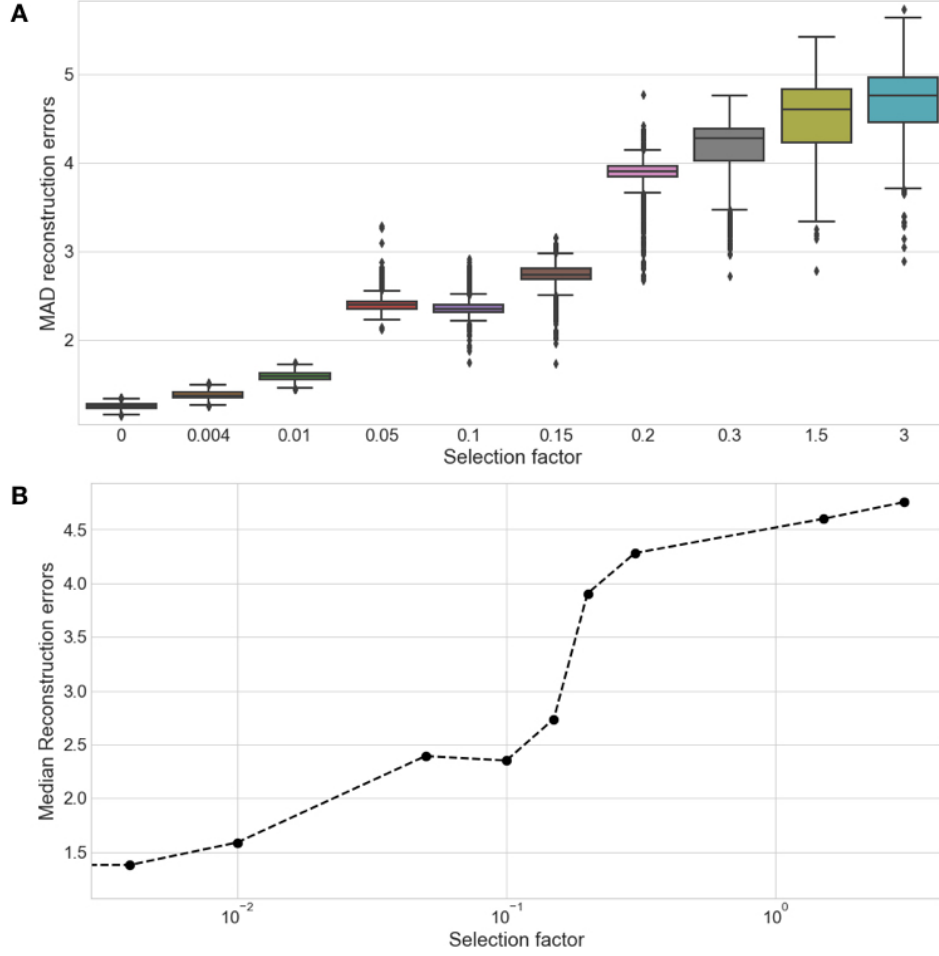 A
MAD reconstruction errors
5
4
3
2
0 0.004 0.01 0.05 0.1 0.15 0.2 0.3 1.5 3
Selection factor
B
Median Reconstruction errors
4.5
4.0
3.5
3.0
2.5
2.0
1.5
10⁻² 10⁻¹ 10⁰
Selection factor